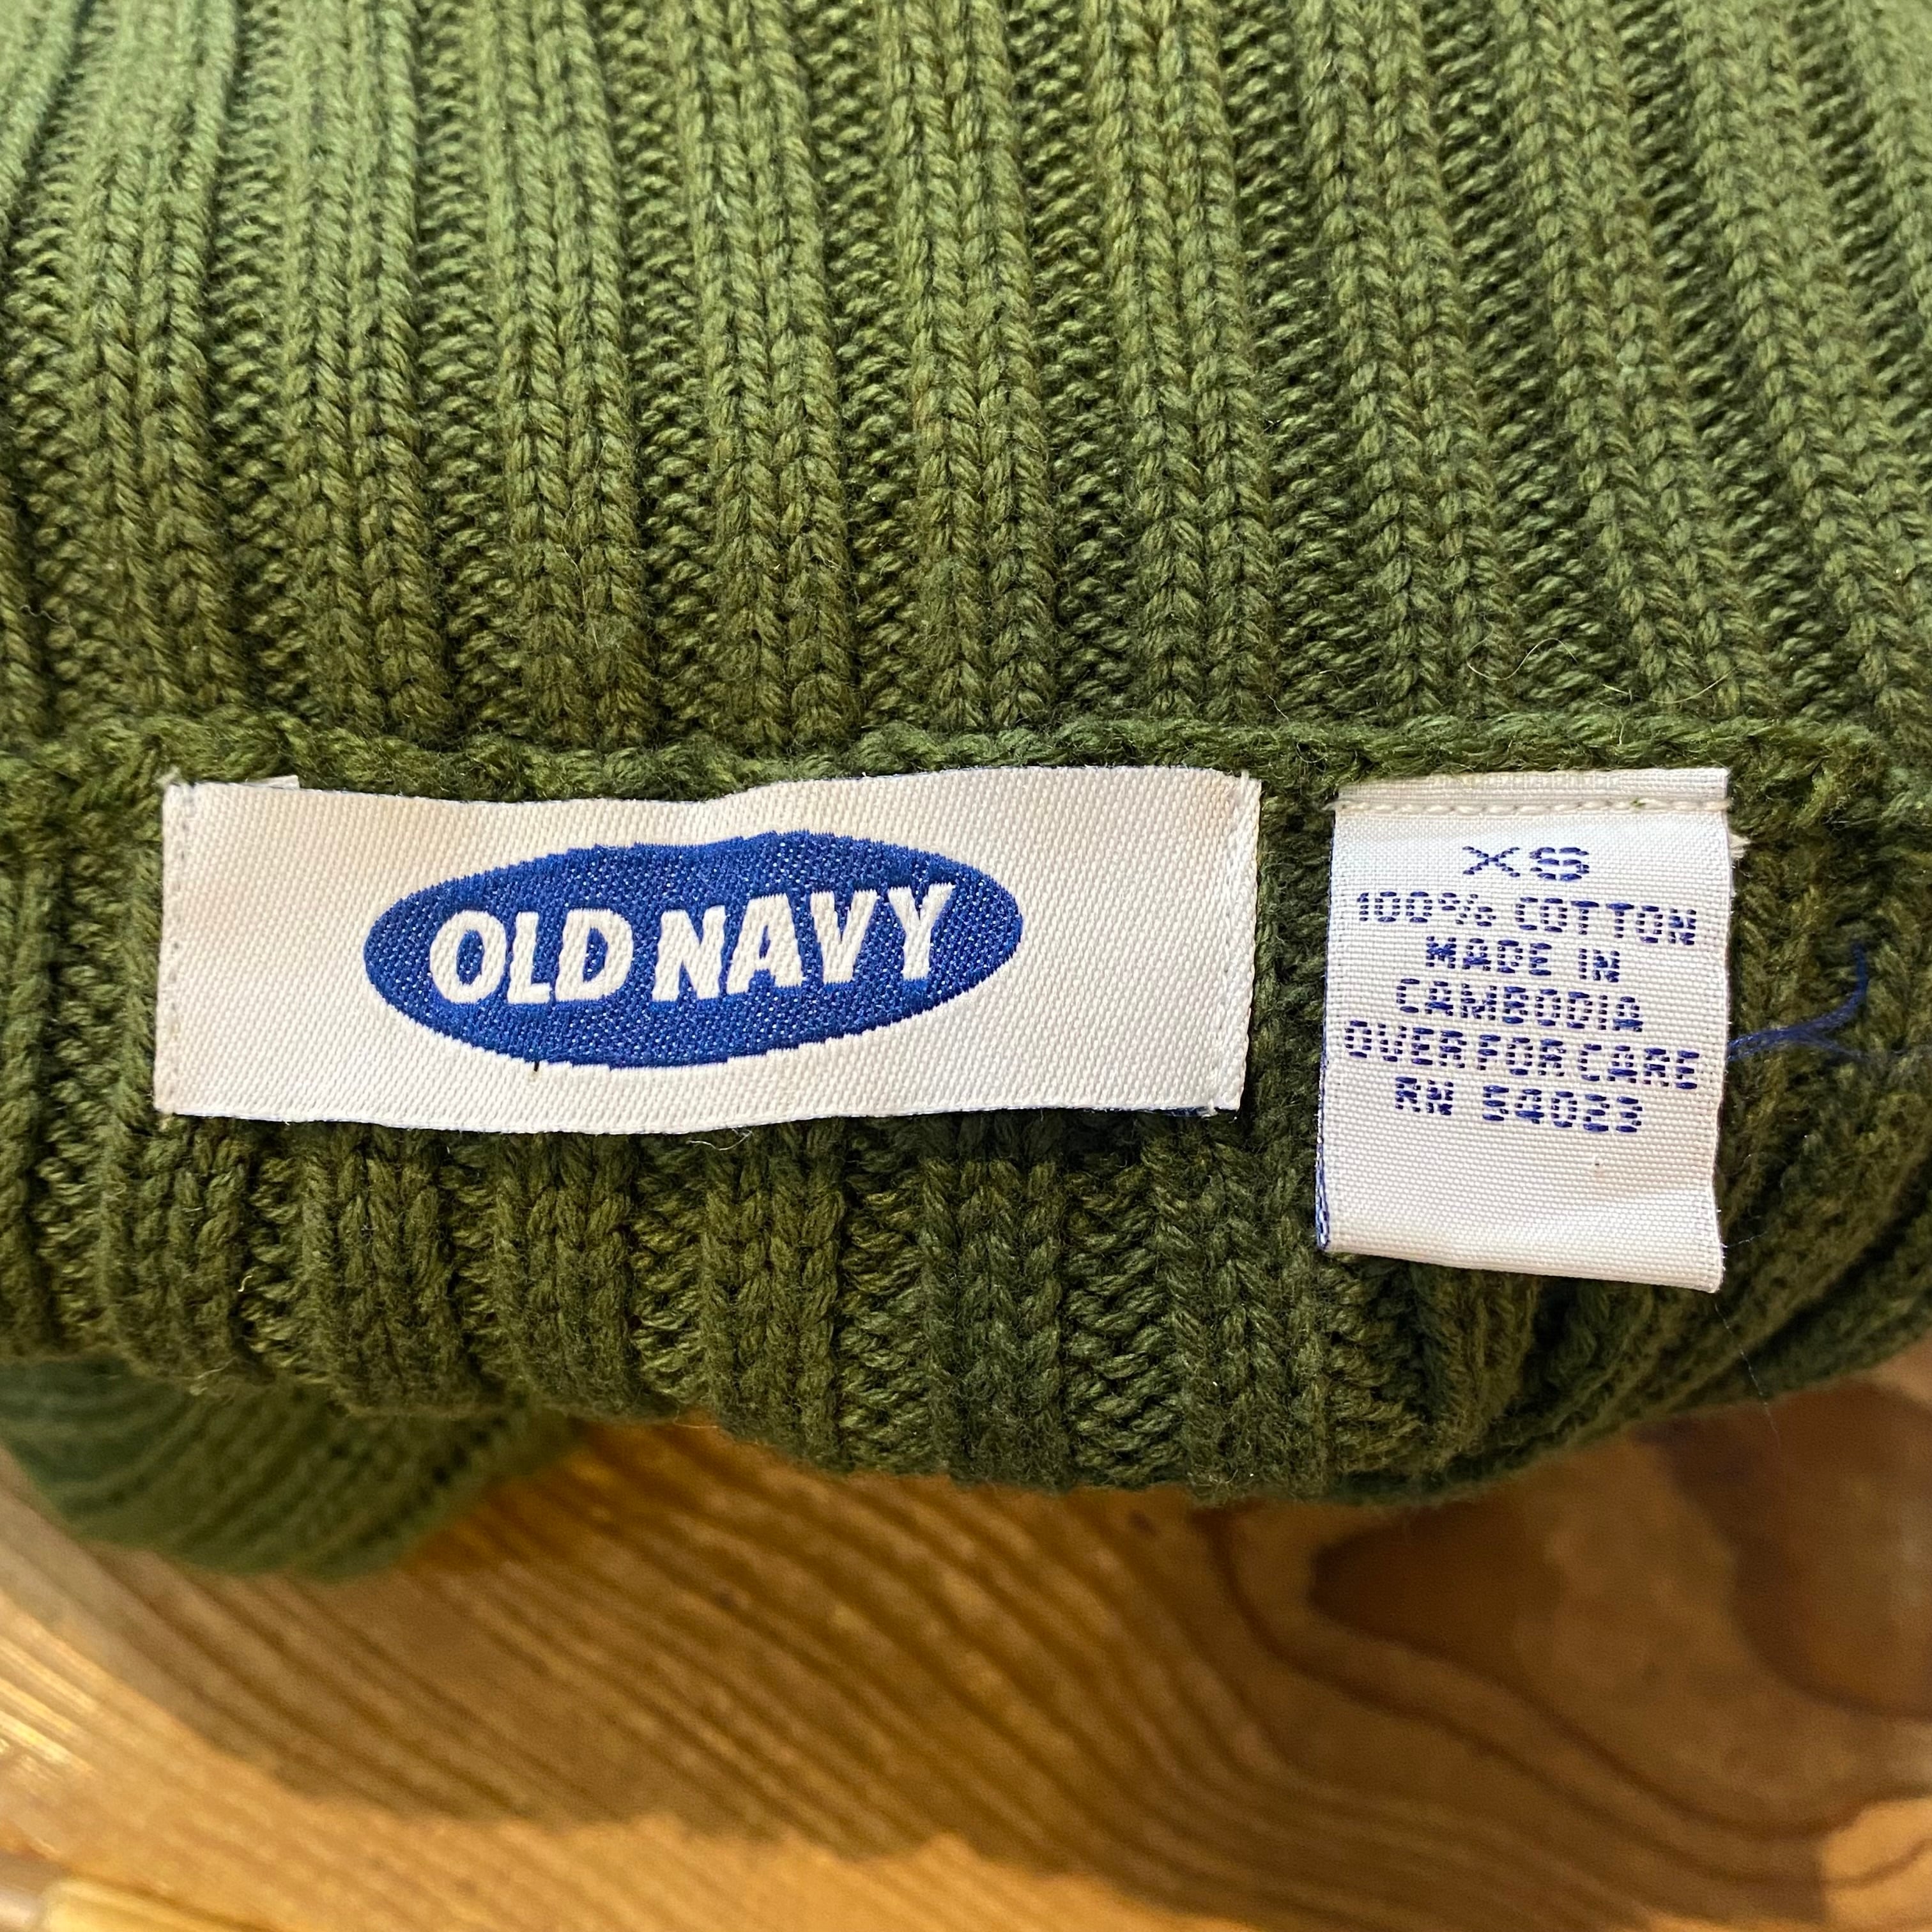 OLD NAVY
XS
100% COTTON
MADE IN
CAMBODIA
OVER FOR CARE
RN 54023